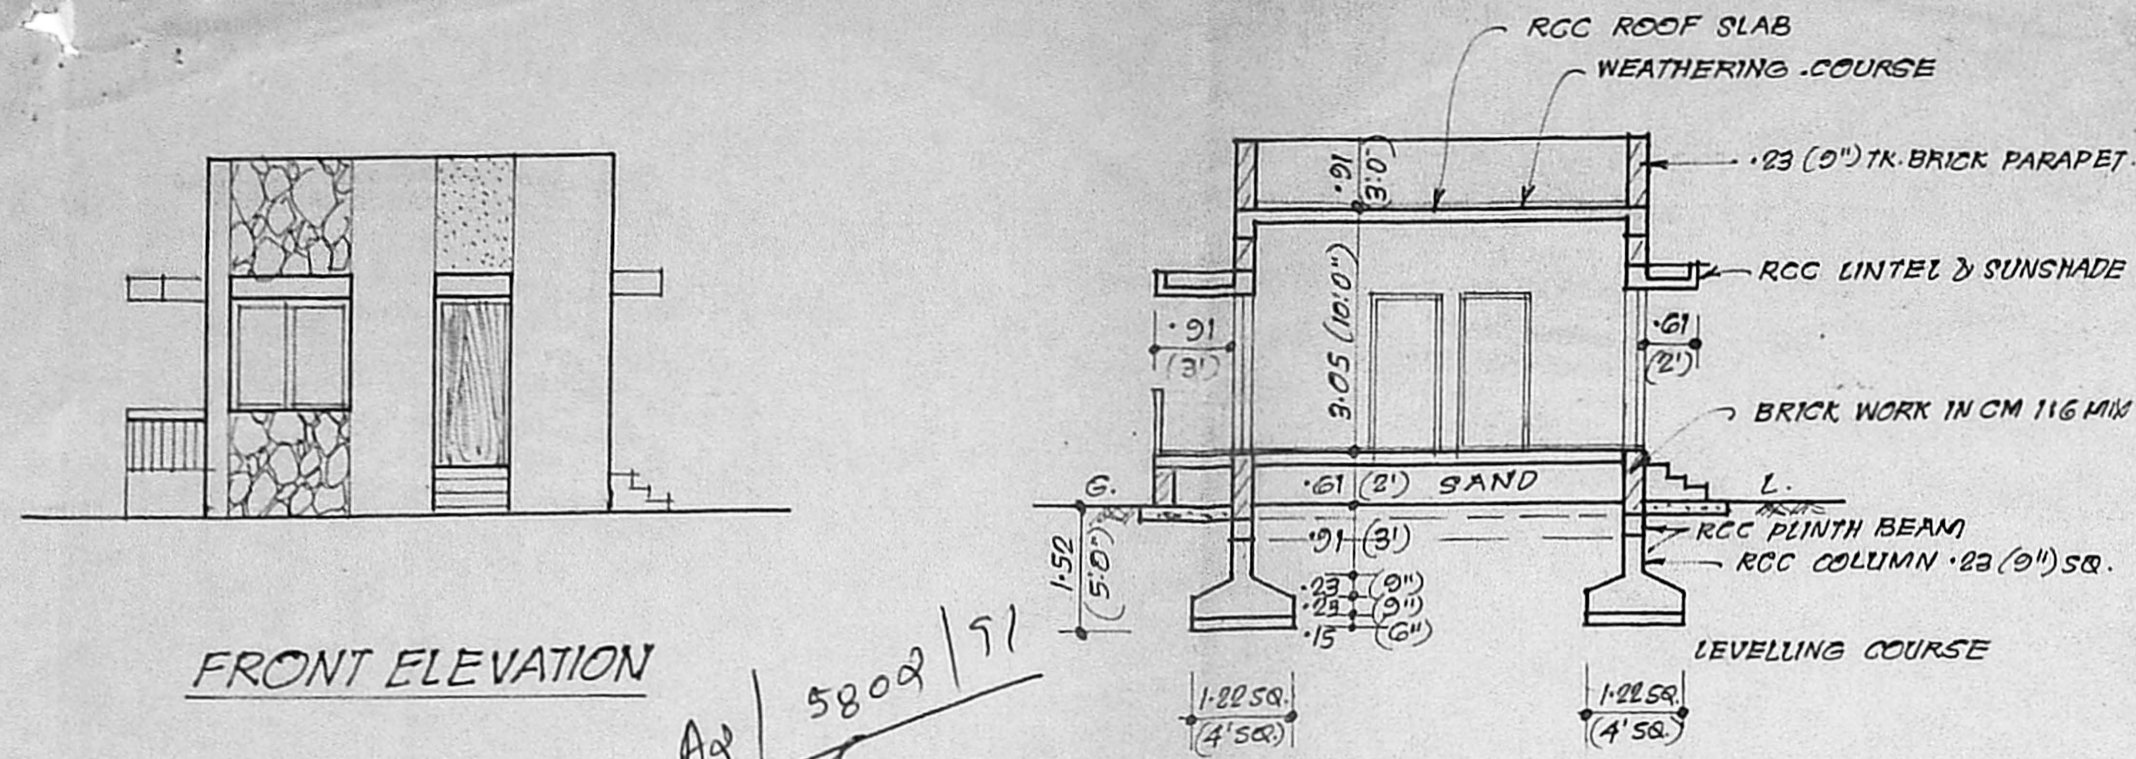 RCC ROOF SLAB
WEATHERING COURSE
.91
(3'.0")
.23 (9") TK. BRICK PARAPET.
RCC LINTEL & SUNSHADE
.91
(3')
3.05 (10'.0")
.61
(2')
BRICK WORK IN CM 1:6 MIX
G.
.61 (2') SAND
L.
1.52
(5'.0")
.91 (3')
RCC PLINTH BEAM
RCC COLUMN .23 (9") SQ.
.23 (9")
.23 (9")
.15 (6")
LEVELLING COURSE
FRONT ELEVATION
5802/91
1.22 SQ.
(4' SQ.)
1.22 SQ.
(4' SQ.)